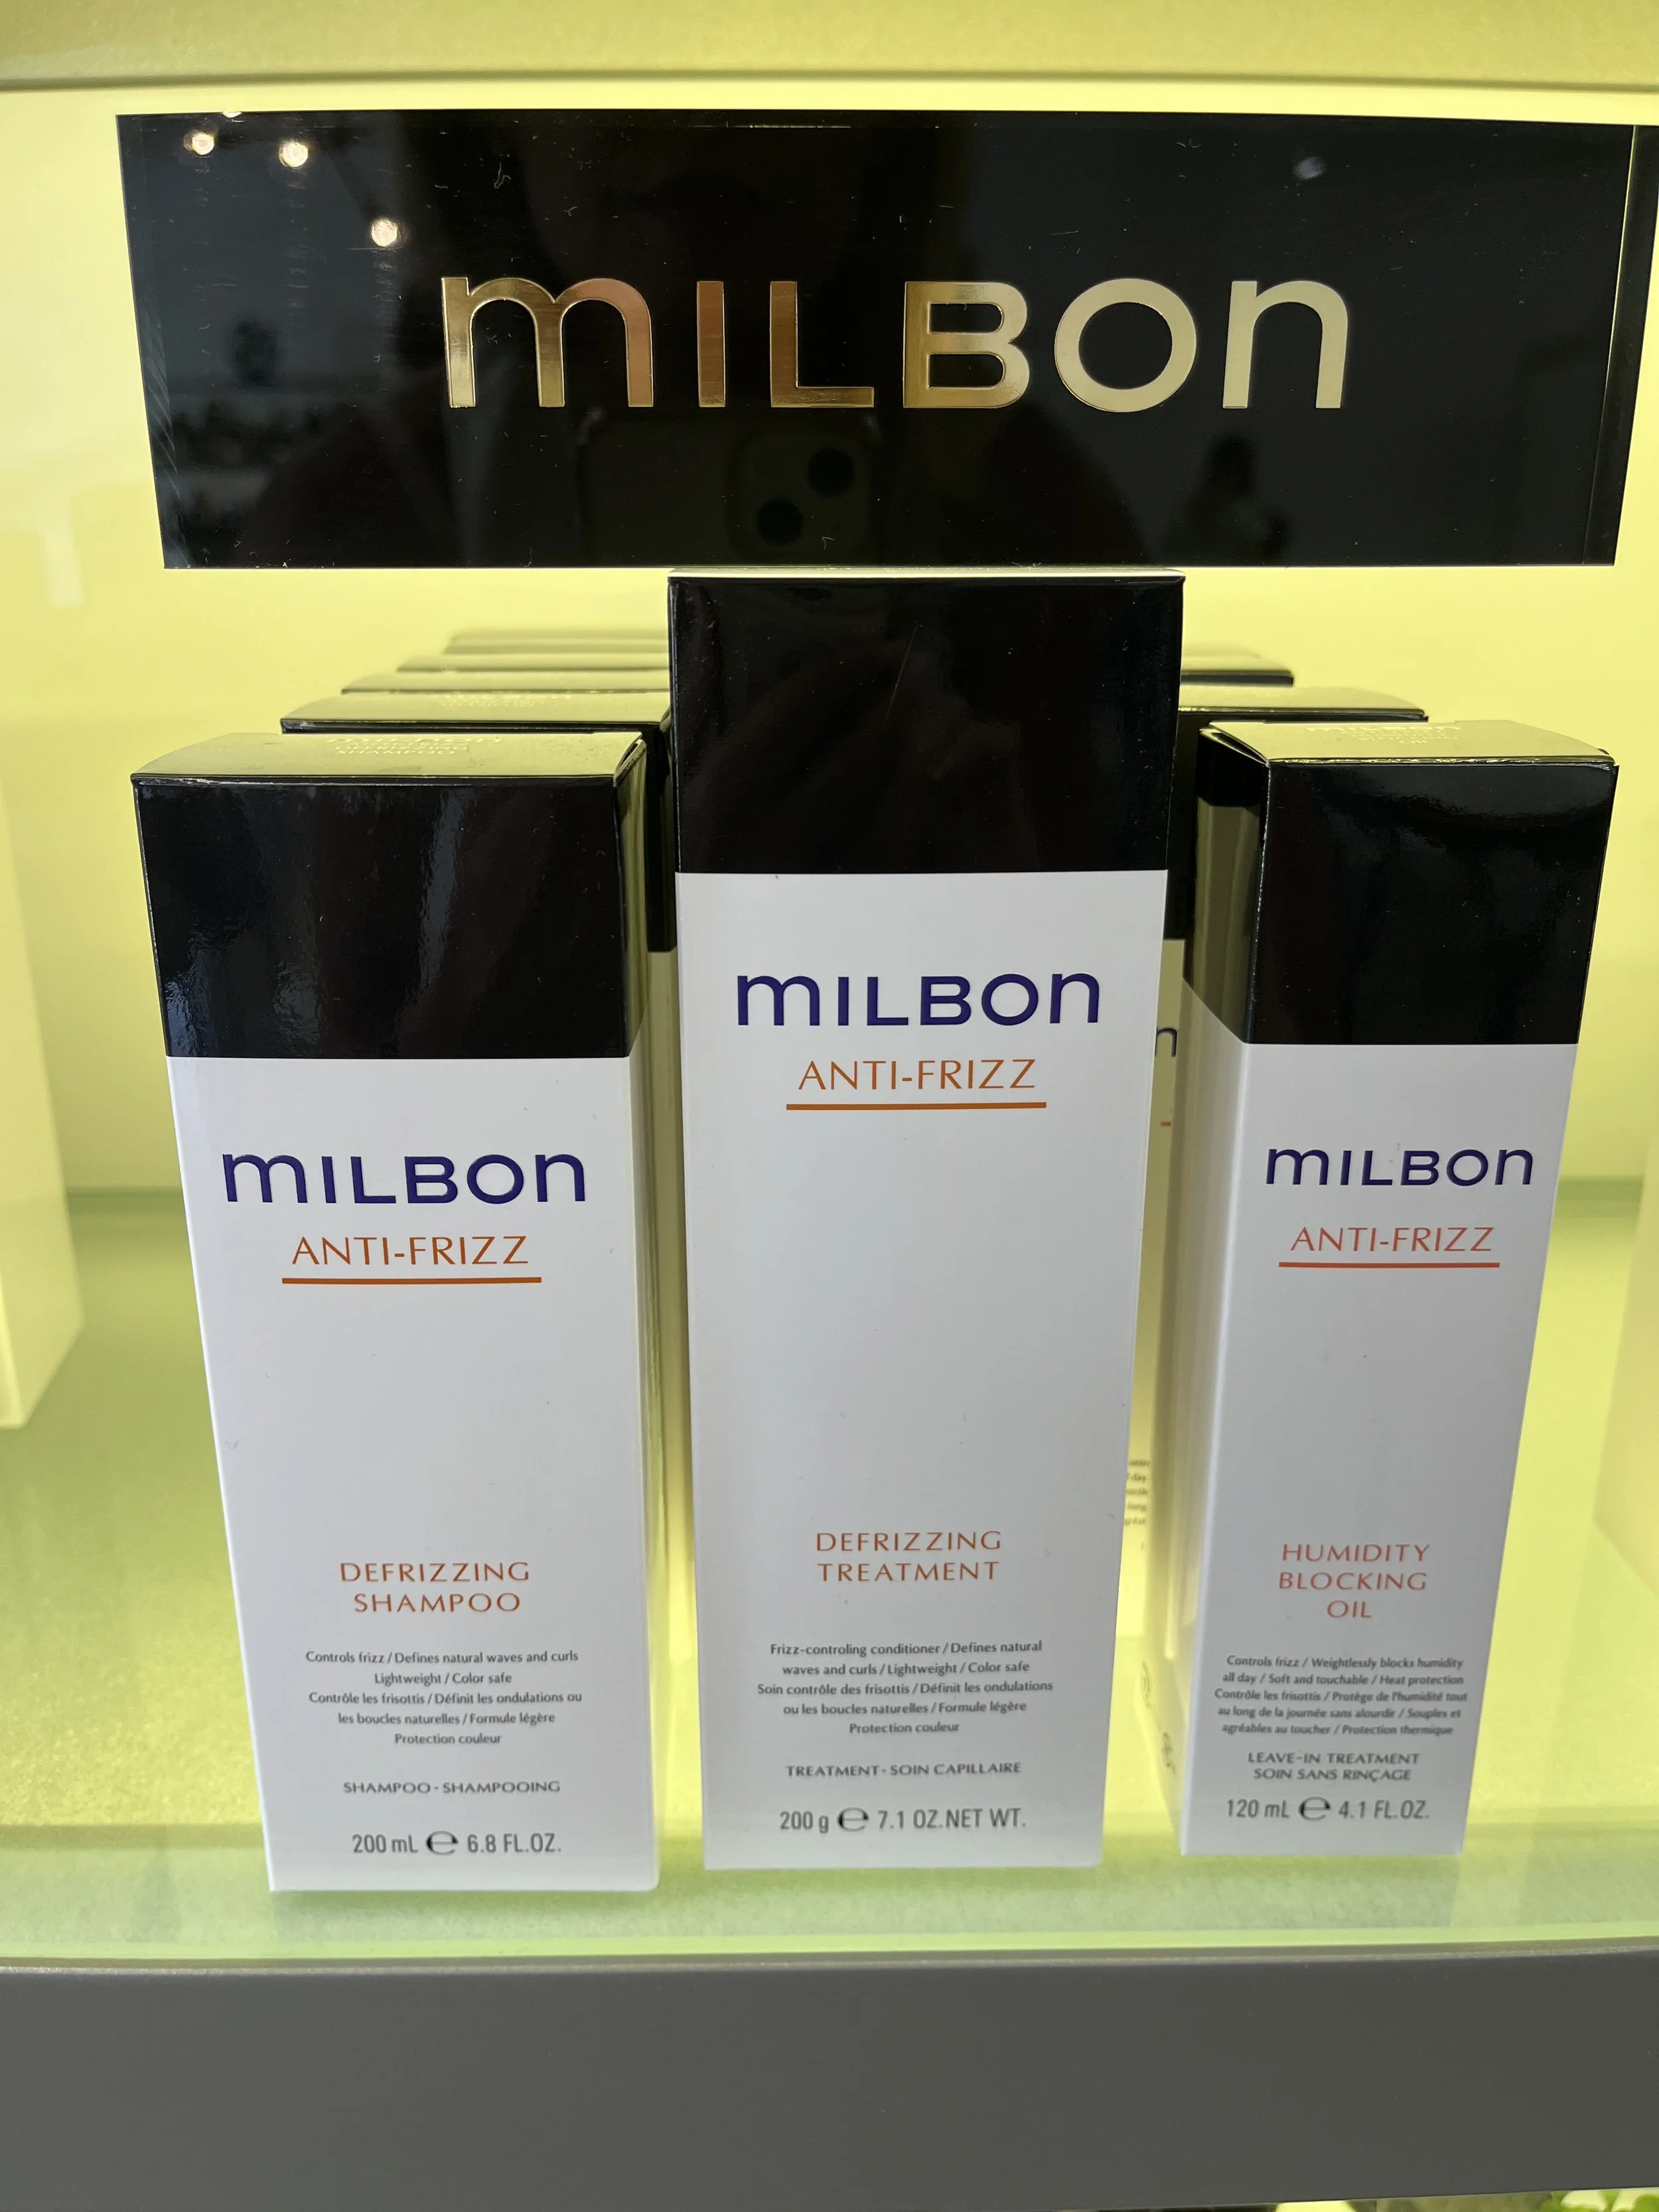 mILBOn
mILBOn
ANTI-FRIZZ
DEFRIZZING
SHAMPOO
Controls frizz / Defines natural waves and curls
Lightweight / Color safe
Contrôle les frisottis / Définit les ondulations ou
les boucles naturelles / Formule légère
Protection couleur
SHAMPOO - SHAMPOOING
200 mL ℮ 6.8 FL.OZ.
mILBOn
ANTI-FRIZZ
DEFRIZZING
TREATMENT
Frizz-controling conditioner / Defines natural
waves and curls / Lightweight / Color safe
Soin contrôle des frisottis / Définit les ondulations
ou les boucles naturelles / Formule légère
Protection couleur
TREATMENT - SOIN CAPILLAIRE
200 g ℮ 7.1 OZ. NET WT.
mILBOn
ANTI-FRIZZ
HUMIDITY
BLOCKING
OIL
Controls frizz / Weightlessly blocks humidity
all day / Soft and touchable / Heat protection
Contrôle les frisottis / Protège de l'humidité tout
au long de la journée sans alourdir / Souples et
agréables au toucher / Protection thermique
LEAVE-IN TREATMENT
SOIN SANS RINÇAGE
120 mL ℮ 4.1 FL.OZ.